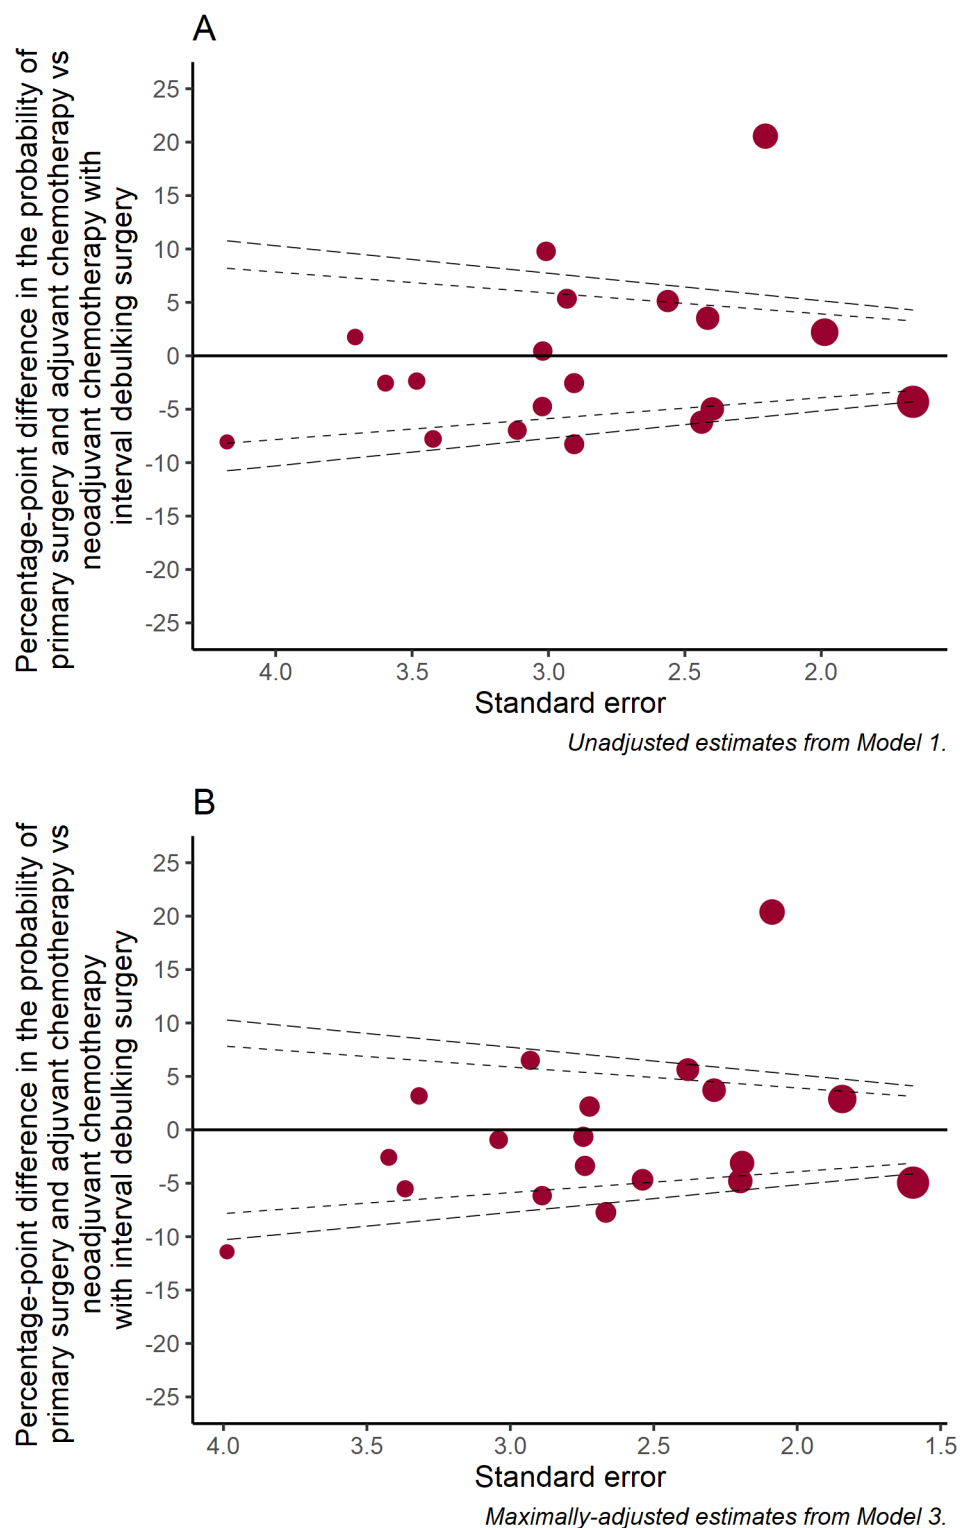 A
Percentage-point difference in the probability of
primary surgery and adjuvant chemotherapy vs
neoadjuvant chemotherapy with
interval debulking surgery
25
20
15
10
5
0
-5
-10
-15
-20
-25
4.0 3.5 3.0 2.5 2.0
Standard error
Unadjusted estimates from Model 1.
B
Percentage-point difference in the probability of
primary surgery and adjuvant chemotherapy vs
neoadjuvant chemotherapy
with interval debulking surgery
25
20
15
10
5
0
-5
-10
-15
-20
-25
4.0 3.5 3.0 2.5 2.0 1.5
Standard error
Maximally-adjusted estimates from Model 3.